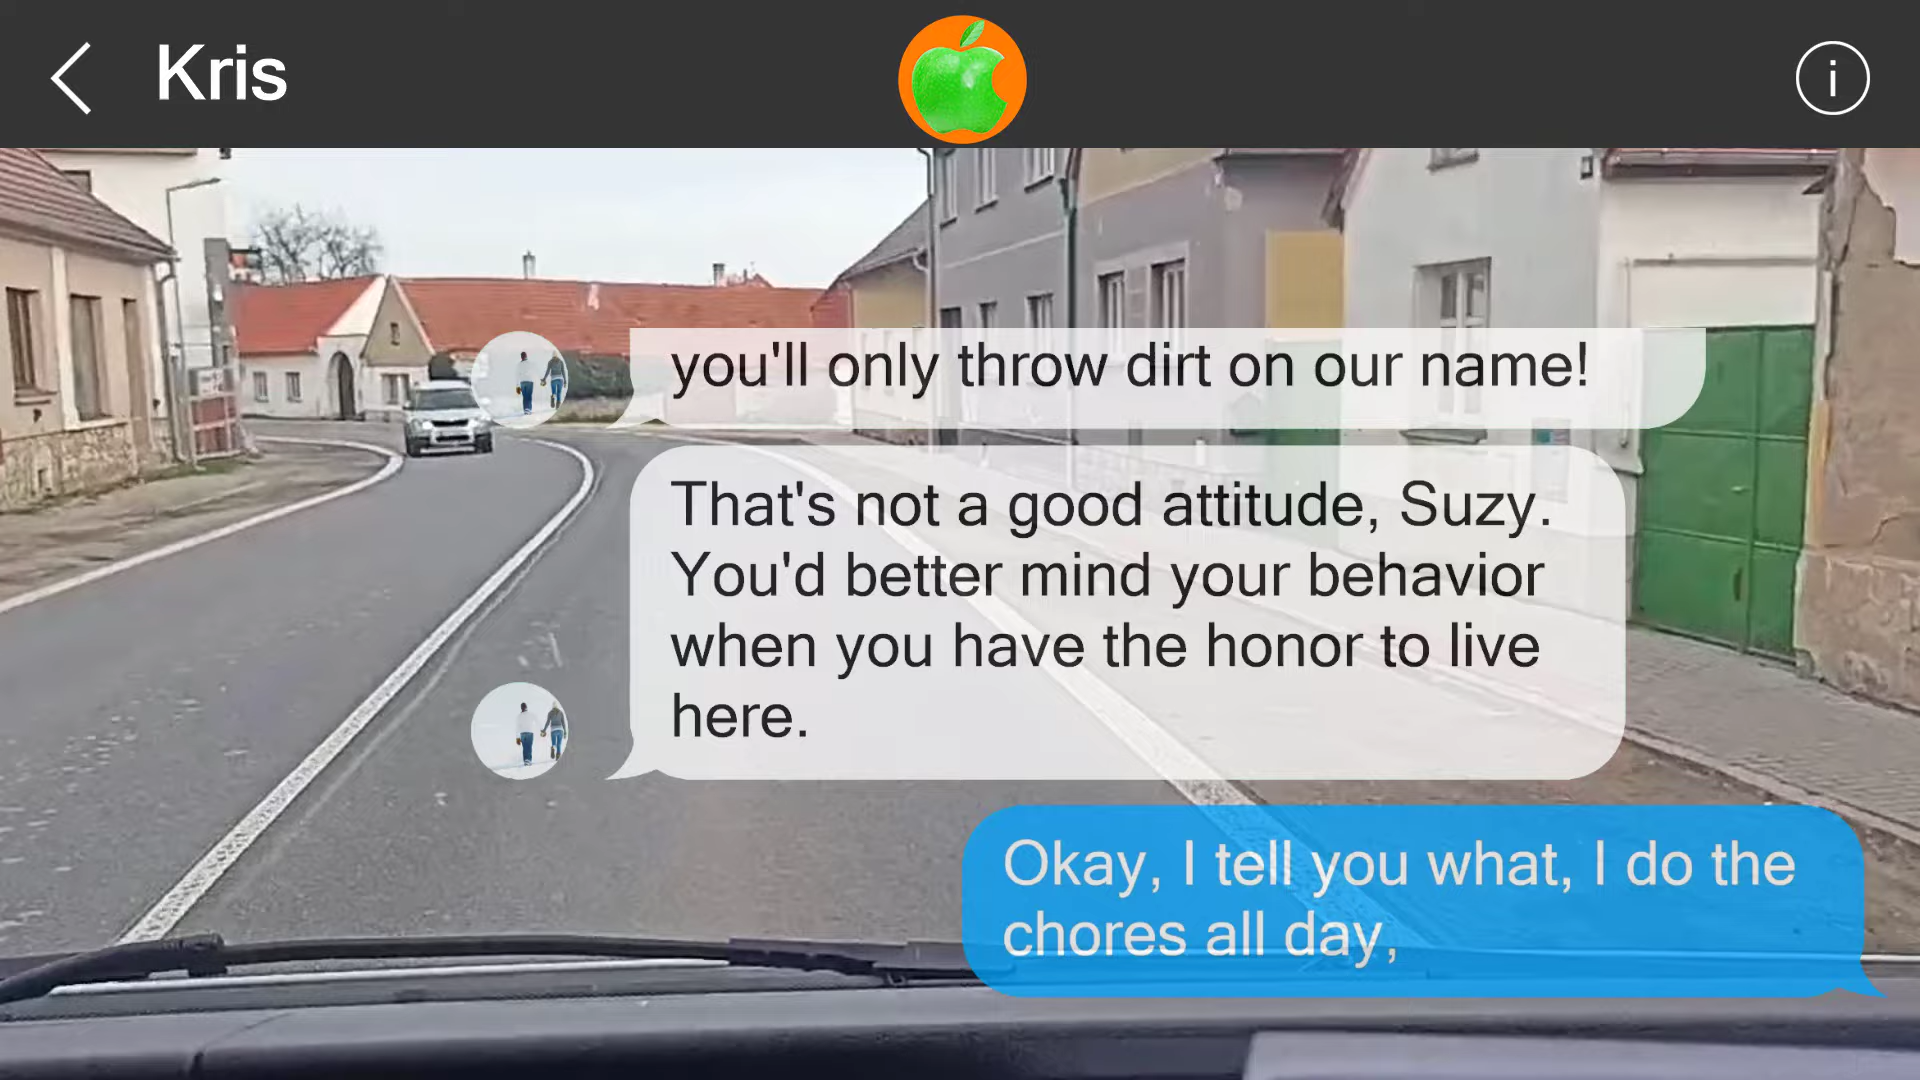 Kris
i
you'll only throw dirt on our name!
That's not a good attitude, Suzy.
You'd better mind your behavior
when you have the honor to live
here.
Okay, I tell you what, I do the
chores all day,